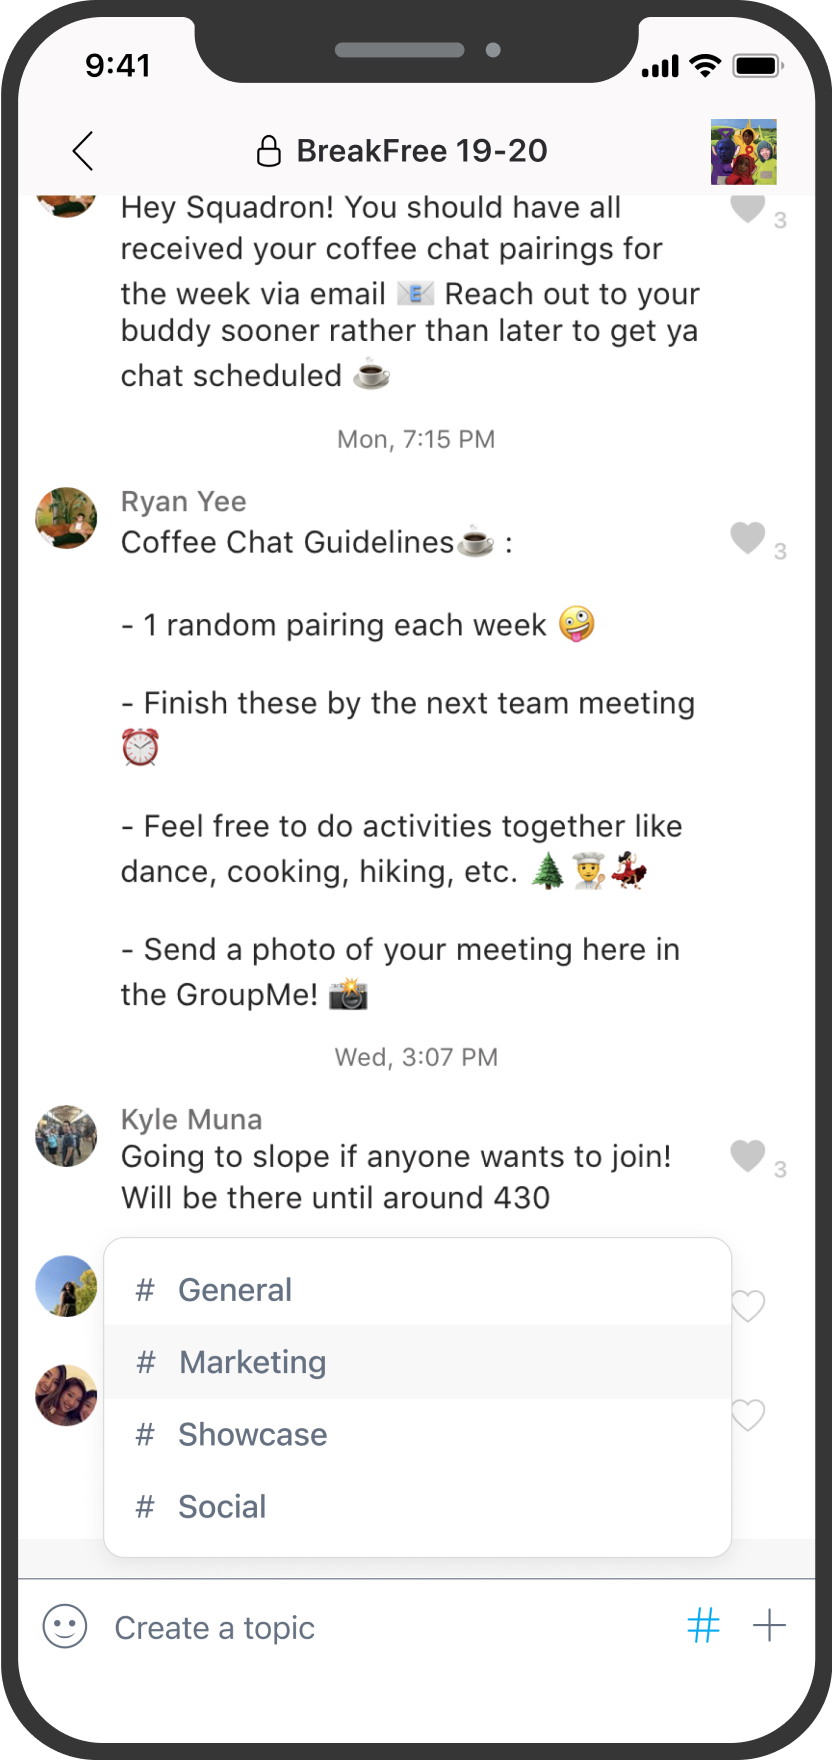 9:41
BreakFree 19-20
Hey Squadron! You should have all
3
received your coffee chat pairings for
the week via email 📧 Reach out to your
buddy sooner rather than later to get ya
chat scheduled ☕
Mon, 7:15 PM
Ryan Yee
Coffee Chat Guidelines☕ :
3
- 1 random pairing each week 🤪
- Finish these by the next team meeting
⏰
- Feel free to do activities together like
dance, cooking, hiking, etc. 🌲👨‍🍳💃
- Send a photo of your meeting here in
the GroupMe! 📸
Wed, 3:07 PM
Kyle Muna
Going to slope if anyone wants to join!
3
Will be there until around 430
# General
# Marketing
# Showcase
# Social
Create a topic
#